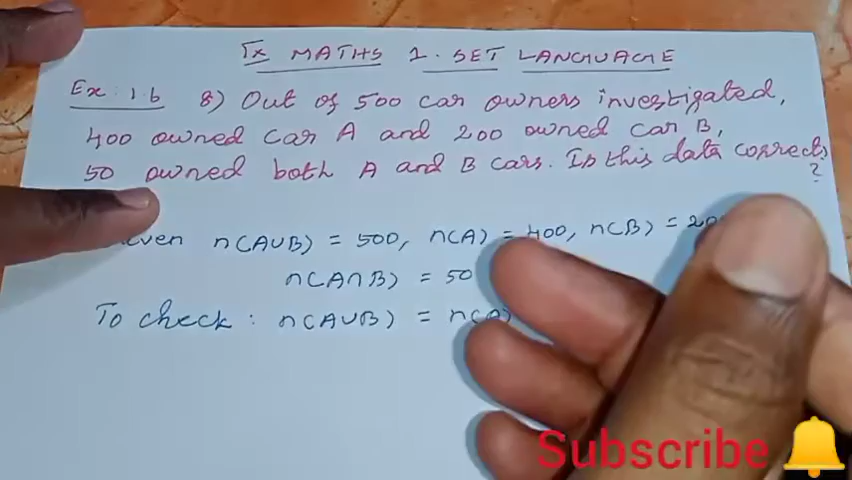 IX MATHS 1. SET LANGUAGE
Ex: 1.6 8) Out of 500 car owners investigated,
400 owned car A and 200 owned car B,
50 owned both A and B cars. Is this data correct?
n(A∪B) = 500, n(A) = 400, n(B) =
n(A∩B) = 50
To check: n(A∪B) = n(A)
Subscribe